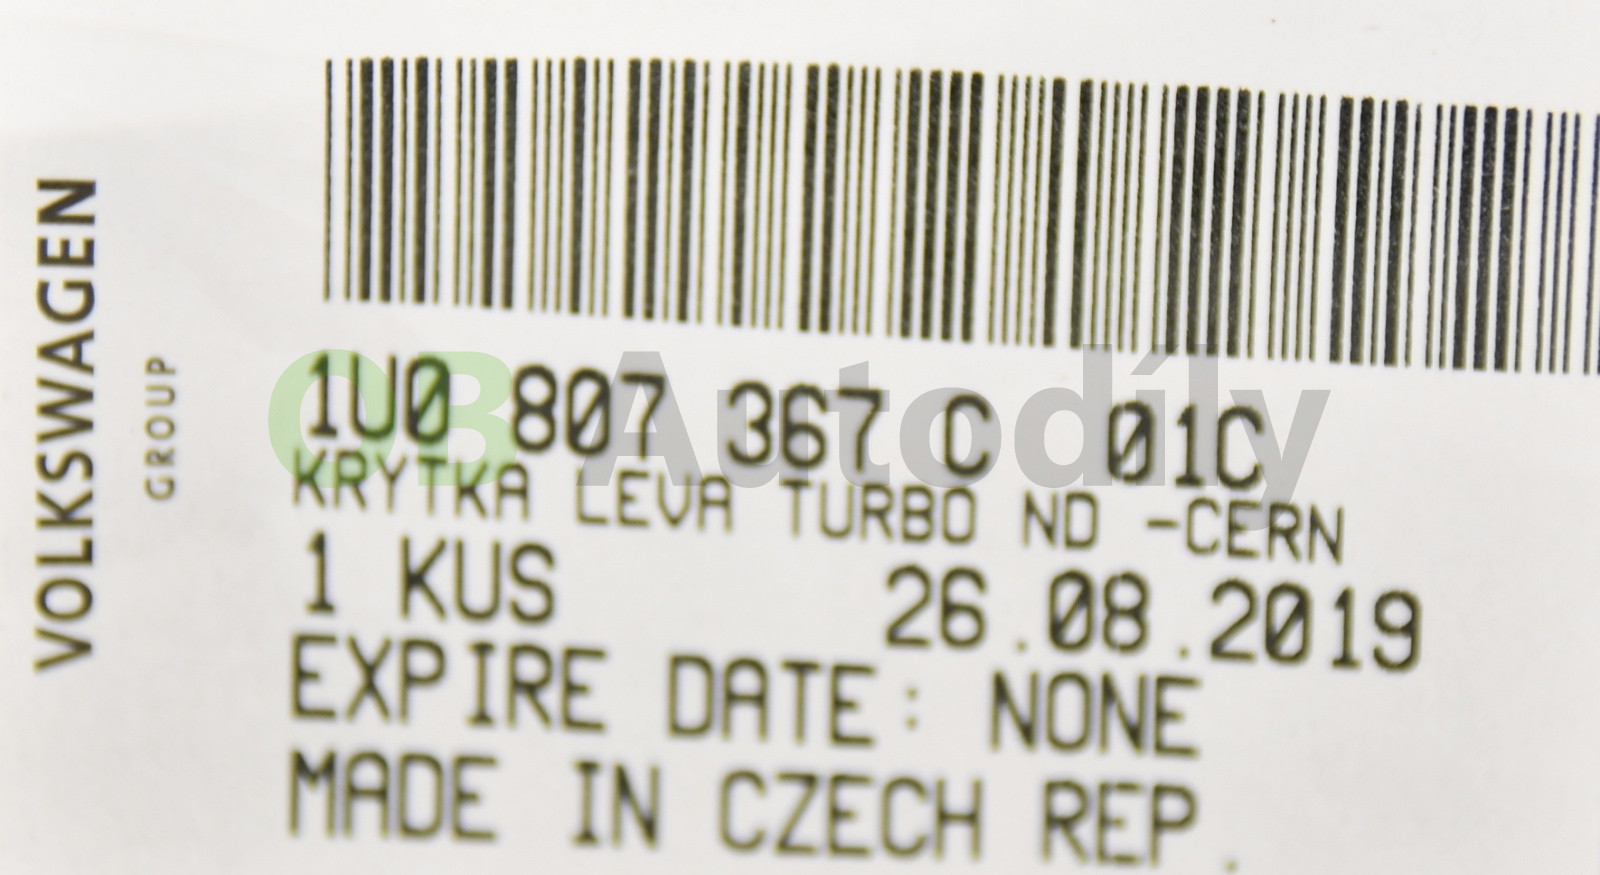 VOLKSWAGEN
GROUP
1U0 807 367 C 01C
OB Autodíly
KRYTKA LEVA TURBO ND -CERN
1 KUS 26.08.2019
EXPIRE DATE: NONE
MADE IN CZECH REP.